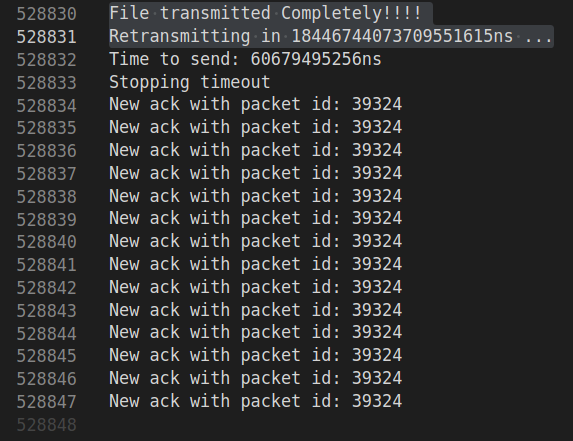 528830 File transmitted Completely!!!!
528831 Retransmitting in 18446744073709551615ns ...
528832 Time to send: 60679495256ns
528833 Stopping timeout
528834 New ack with packet id: 39324
528835 New ack with packet id: 39324
528836 New ack with packet id: 39324
528837 New ack with packet id: 39324
528838 New ack with packet id: 39324
528839 New ack with packet id: 39324
528840 New ack with packet id: 39324
528841 New ack with packet id: 39324
528842 New ack with packet id: 39324
528843 New ack with packet id: 39324
528844 New ack with packet id: 39324
528845 New ack with packet id: 39324
528846 New ack with packet id: 39324
528847 New ack with packet id: 39324
528848